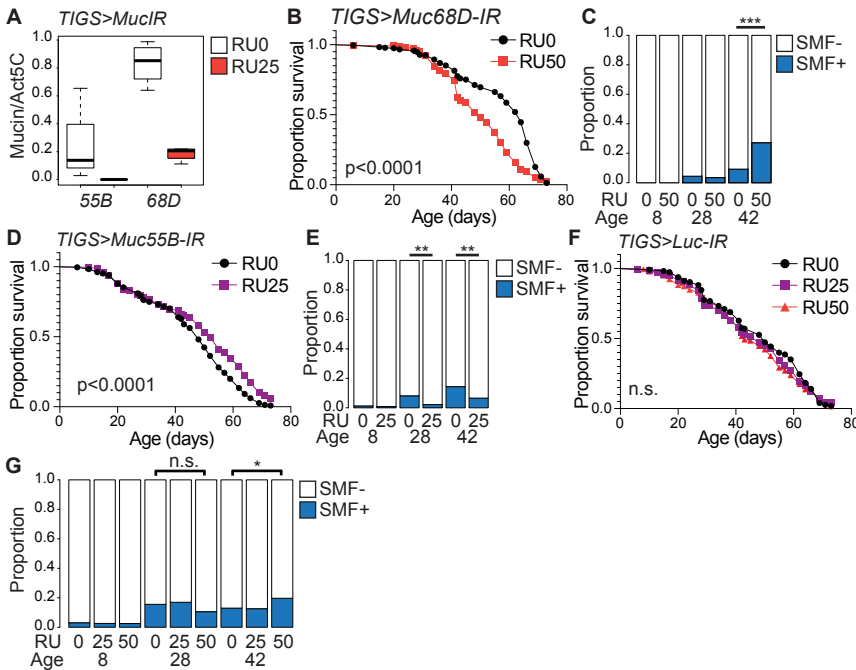 A TIGS>MucIR
Mucin/Act5C
1.0
0.8
0.6
0.4
0.2
0.0
55B 68D
RU0
RU25
B TIGS>Muc68D-IR
Proportion survival
1.0
0.5
0.0
RU0
RU50
p<0.0001
0 20 40 60 80
Age (days)
C
***
Proportion
1.0
0.8
0.6
0.4
0.2
0.0
SMF-
SMF+
RU 0 50 0 50 0 50
Age 8 28 42
D TIGS>Muc55B-IR
Proportion survival
1.0
0.5
0.0
RU0
RU25
p<0.0001
0 20 40 60 80
Age (days)
E
** **
Proportion
1.0
0.8
0.6
0.4
0.2
0.0
SMF-
SMF+
RU 0 25 0 25 0 25
Age 8 28 42
F TIGS>Luc-IR
Proportion survival
1.0
0.5
0.0
RU0
RU25
RU50
n.s.
0 20 40 60 80
Age (days)
G
n.s. *
Proportion
1.0
0.8
0.6
0.4
0.2
0.0
SMF-
SMF+
RU 0 25 50 0 25 50 0 25 50
Age 8 28 42